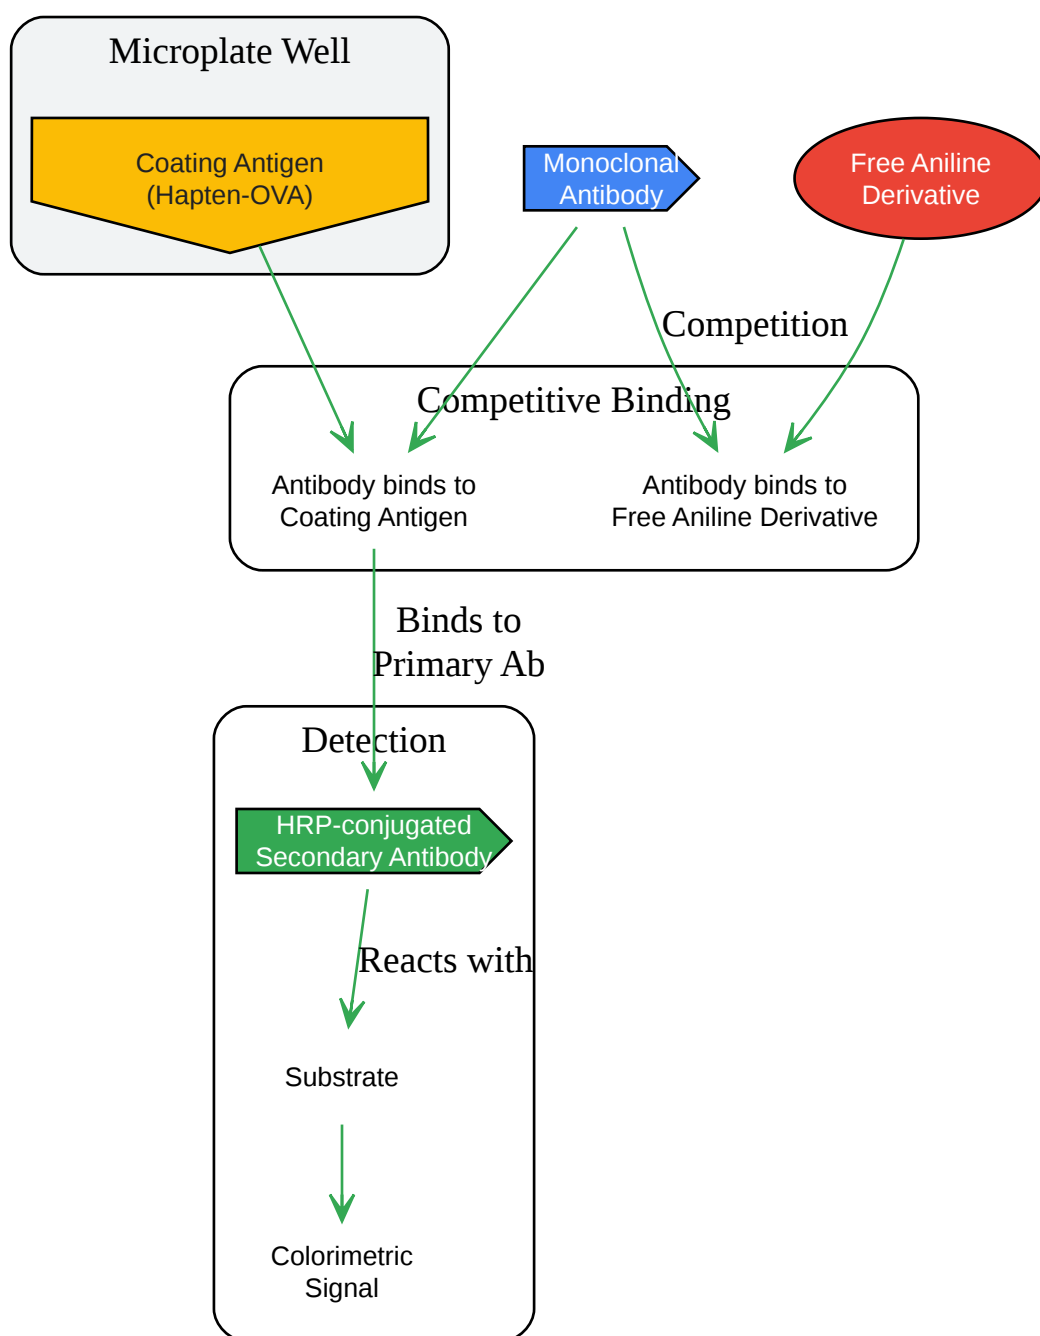 Microplate Well
Coating Antigen
(Hapten-OVA)
Monoclonal
Antibody
Free Aniline
Derivative
Competition
Competitive Binding
Antibody binds to
Coating Antigen
Antibody binds to
Free Aniline Derivative
Binds to
Primary Ab
Detection
HRP-conjugated
Secondary Antibody
Reacts with
Substrate
Colorimetric
Signal